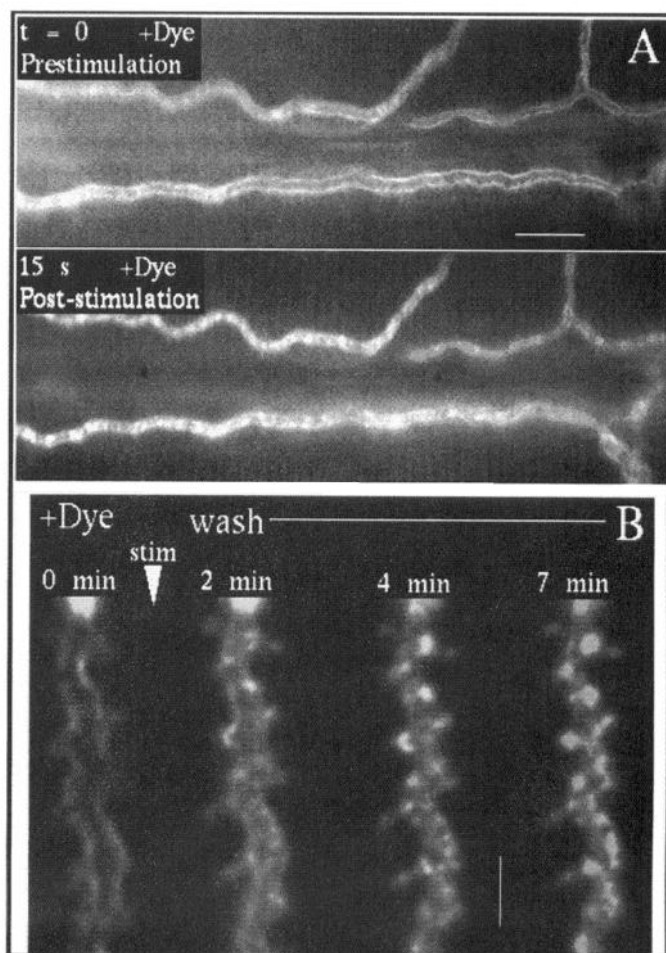 t = 0 +Dye
Prestimulation
A
15 s +Dye
Post-stimulation
+Dye wash B
stim
0 min 2 min 4 min 7 min